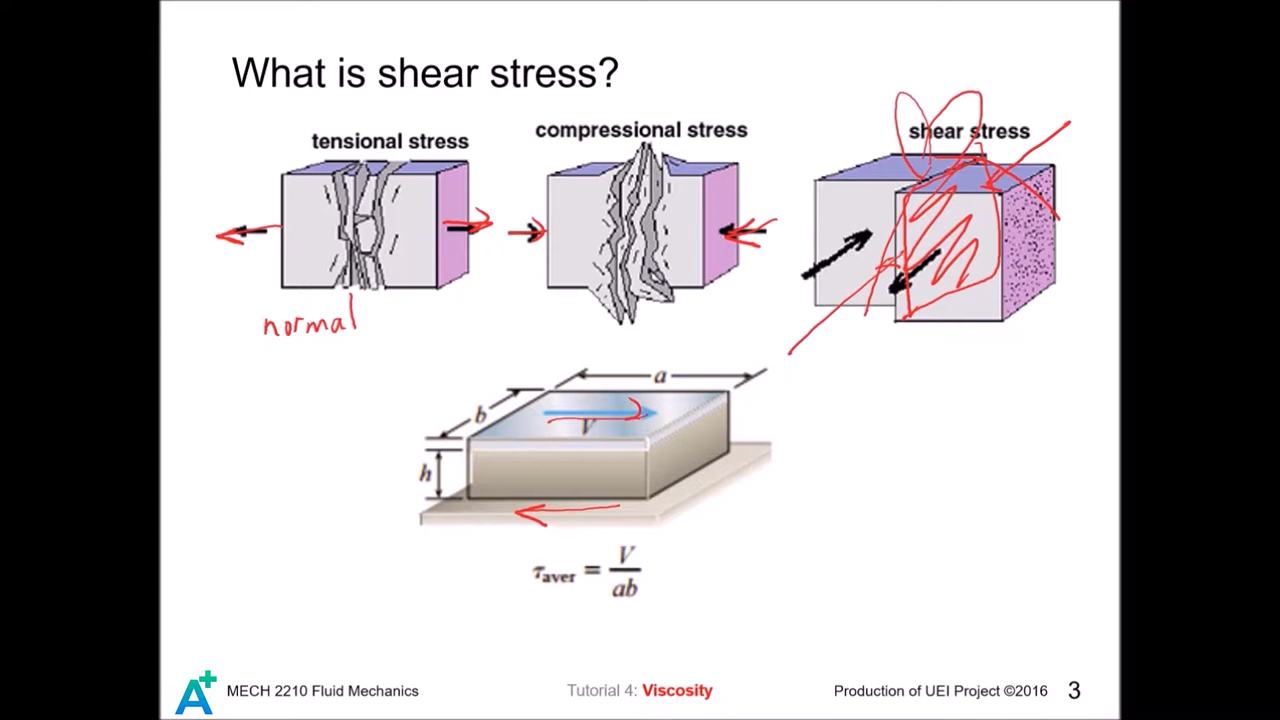 What is shear stress?
tensional stress
compressional stress
shear stress
normal
a
b
V
h
τaver = V/ab
A+ MECH 2210 Fluid Mechanics
Tutorial 4: Viscosity
Production of UEI Project ©2016 3